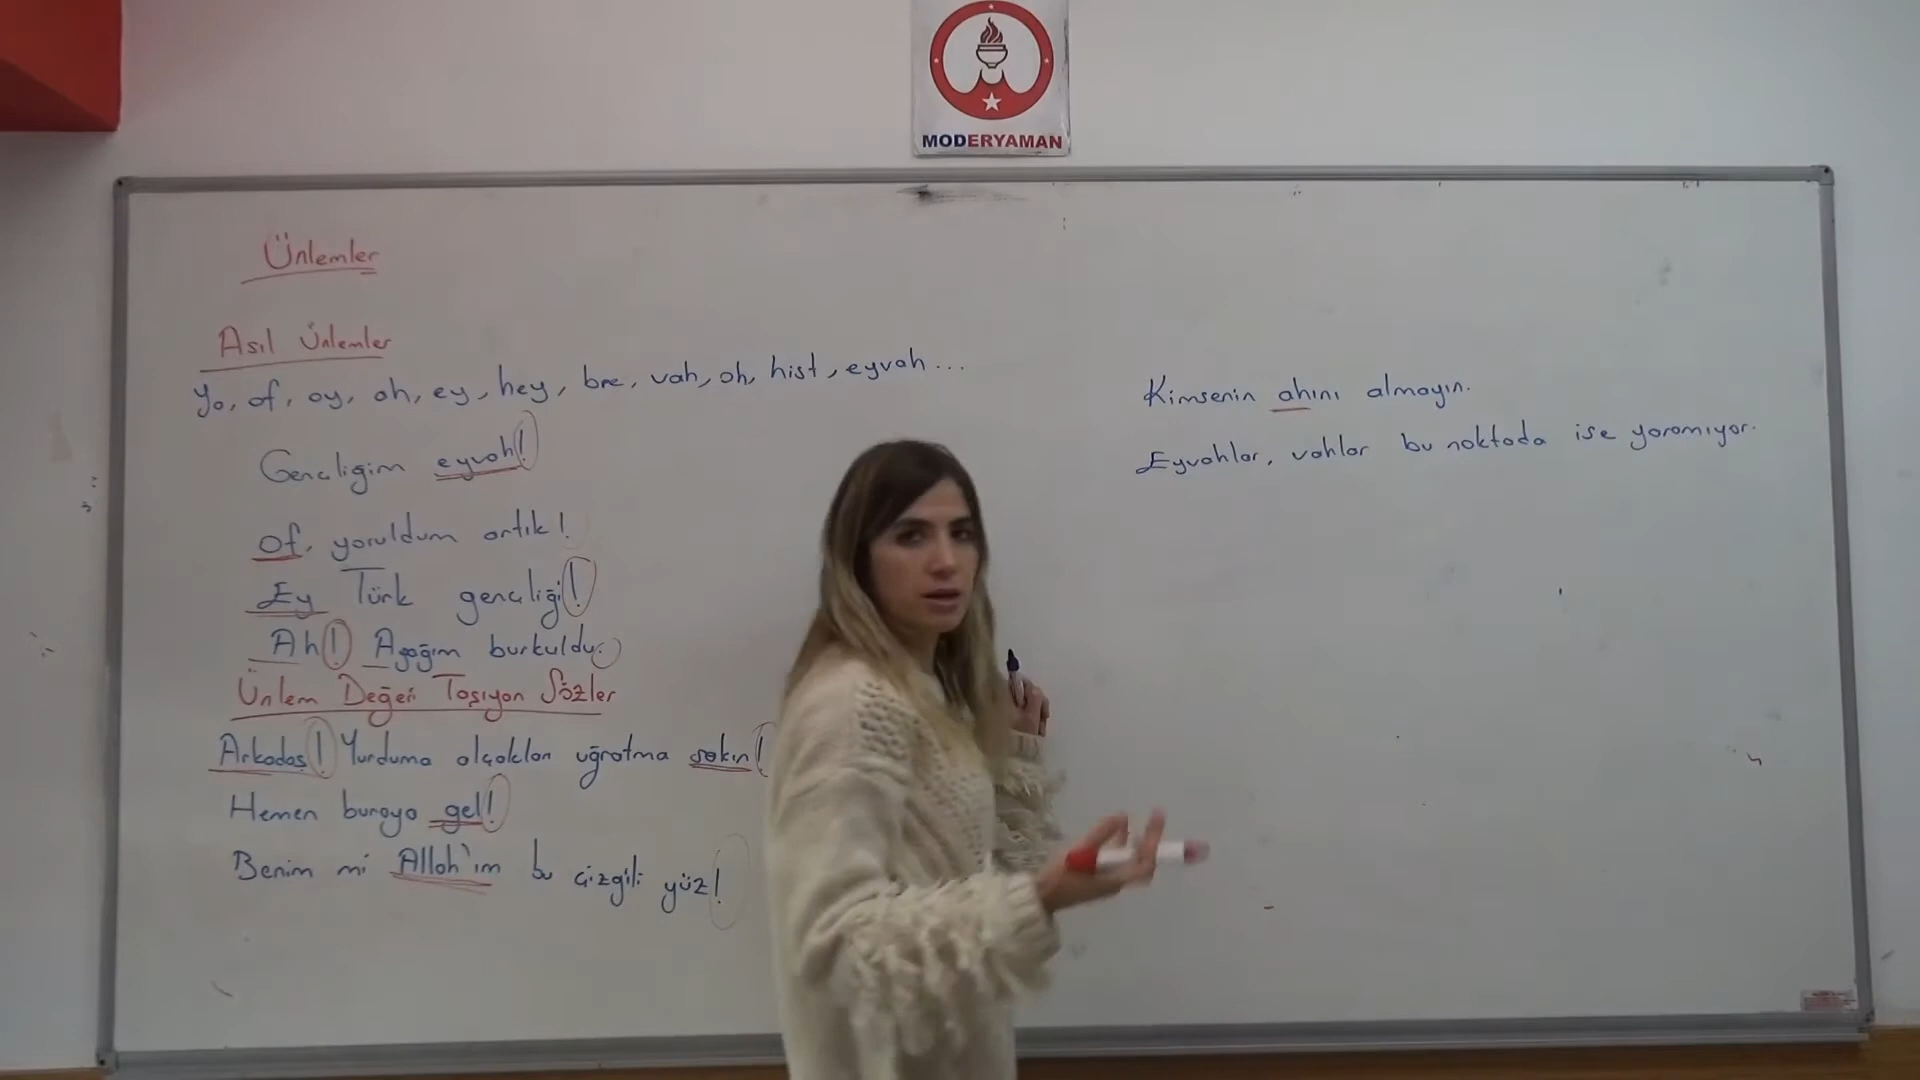 MODERYAMAN
Ünlemler
Asıl Ünlemler
Ya, of, oy, ah, ey, hey, bre, vah, oh, hişt, eyvah...
Gençliğim eyvah!
Of, yoruldum artık!
Ey Türk gençliği!
Ah! Ayağım burkuldu.
Ünlem Değeri Taşıyan Sözler
Arkadaş! Yurduma alçakları uğratma sakın!
Hemen buraya gel!
Benim mi Allah'ım bu çizgili yüz!
Kimsenin ahını almayın.
Eyvahlar, vahlar bu noktada işe yaramıyor.